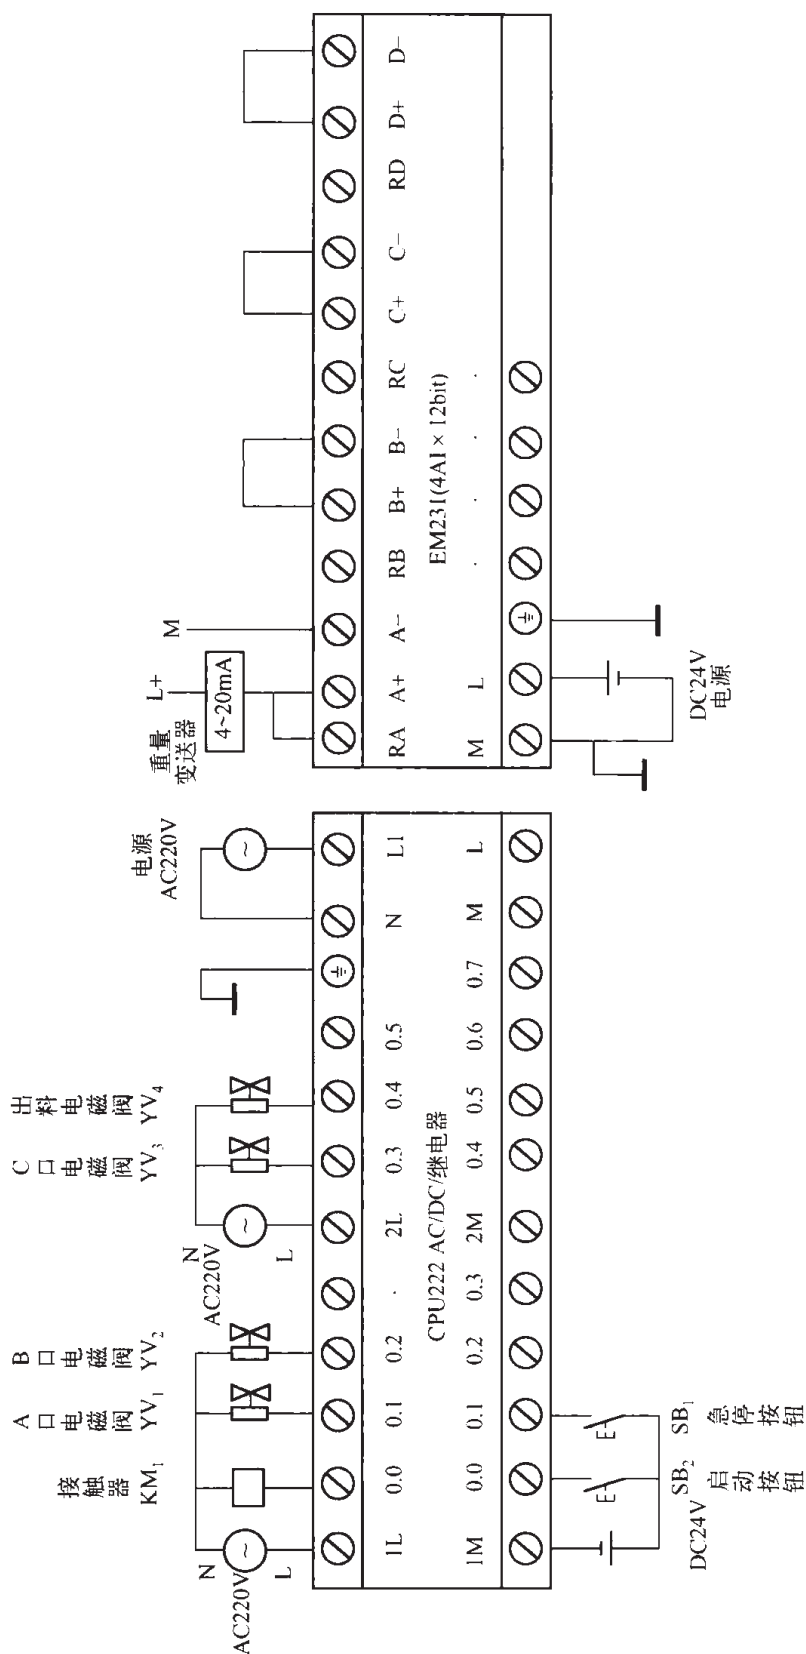 接触器 KM₁
A口电磁阀 YV₁
B口电磁阀 YV₂
C口电磁阀 YV₃
出料电磁阀 YV₄
电源
AC220V
重量
变送器
L+
4~20mA
M
N
AC220V
L
N
AC220V
L
1L 0.0 0.1 0.2 · 2L 0.3 0.4 0.5 N L1
CPU222 AC/DC/继电器
1M 0.0 0.1 0.2 0.3 2M 0.4 0.5 0.6 0.7 M L
RA A+ A− RB B+ B− RC C+ C− RD D+ D−
EM231(4AI × 12bit)
M L · · · ·
DC24V
SB₂
启动按钮
SB₁
急停按钮
DC24V
电源